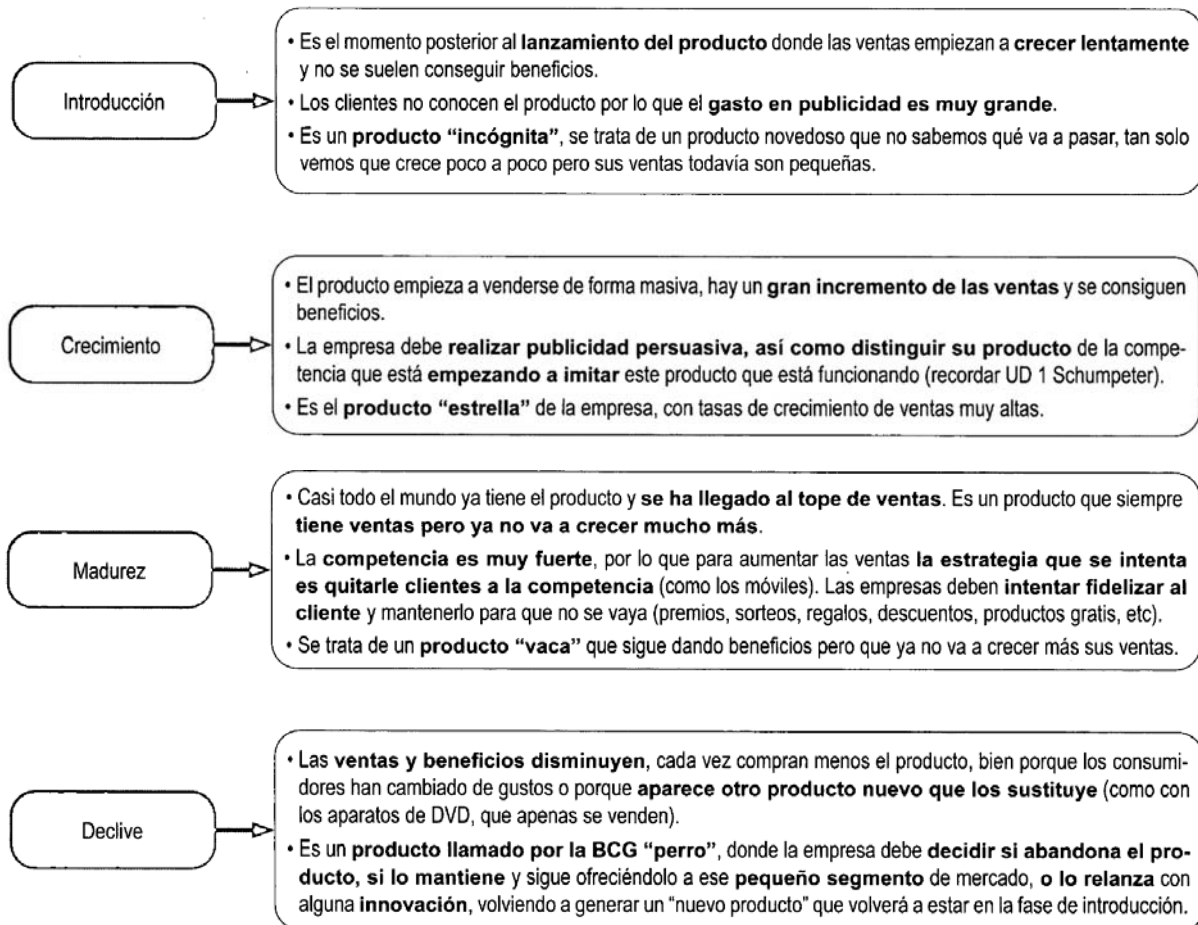 Introducción
• Es el momento posterior al lanzamiento del producto donde las ventas empiezan a crecer lentamente
y no se suelen conseguir beneficios.
• Los clientes no conocen el producto por lo que el gasto en publicidad es muy grande.
• Es un producto “incógnita”, se trata de un producto novedoso que no sabemos qué va a pasar, tan solo
vemos que crece poco a poco pero sus ventas todavía son pequeñas.
Crecimiento
• El producto empieza a venderse de forma masiva, hay un gran incremento de las ventas y se consiguen
beneficios.
• La empresa debe realizar publicidad persuasiva, así como distinguir su producto de la compe-
tencia que está empezando a imitar este producto que está funcionando (recordar UD 1 Schumpeter).
• Es el producto “estrella” de la empresa, con tasas de crecimiento de ventas muy altas.
Madurez
• Casi todo el mundo ya tiene el producto y se ha llegado al tope de ventas. Es un producto que siempre
tiene ventas pero ya no va a crecer mucho más.
• La competencia es muy fuerte, por lo que para aumentar las ventas la estrategia que se intenta
es quitarle clientes a la competencia (como los móviles). Las empresas deben intentar fidelizar al
cliente y mantenerlo para que no se vaya (premios, sorteos, regalos, descuentos, productos gratis, etc).
• Se trata de un producto “vaca” que sigue dando beneficios pero que ya no va a crecer más sus ventas.
Declive
• Las ventas y beneficios disminuyen, cada vez compran menos el producto, bien porque los consumi-
dores han cambiado de gustos o porque aparece otro producto nuevo que los sustituye (como con
los aparatos de DVD, que apenas se venden).
• Es un producto llamado por la BCG “perro”, donde la empresa debe decidir si abandona el pro-
ducto, si lo mantiene y sigue ofreciéndolo a ese pequeño segmento de mercado, o lo relanza con
alguna innovación, volviendo a generar un “nuevo producto” que volverá a estar en la fase de introducción.